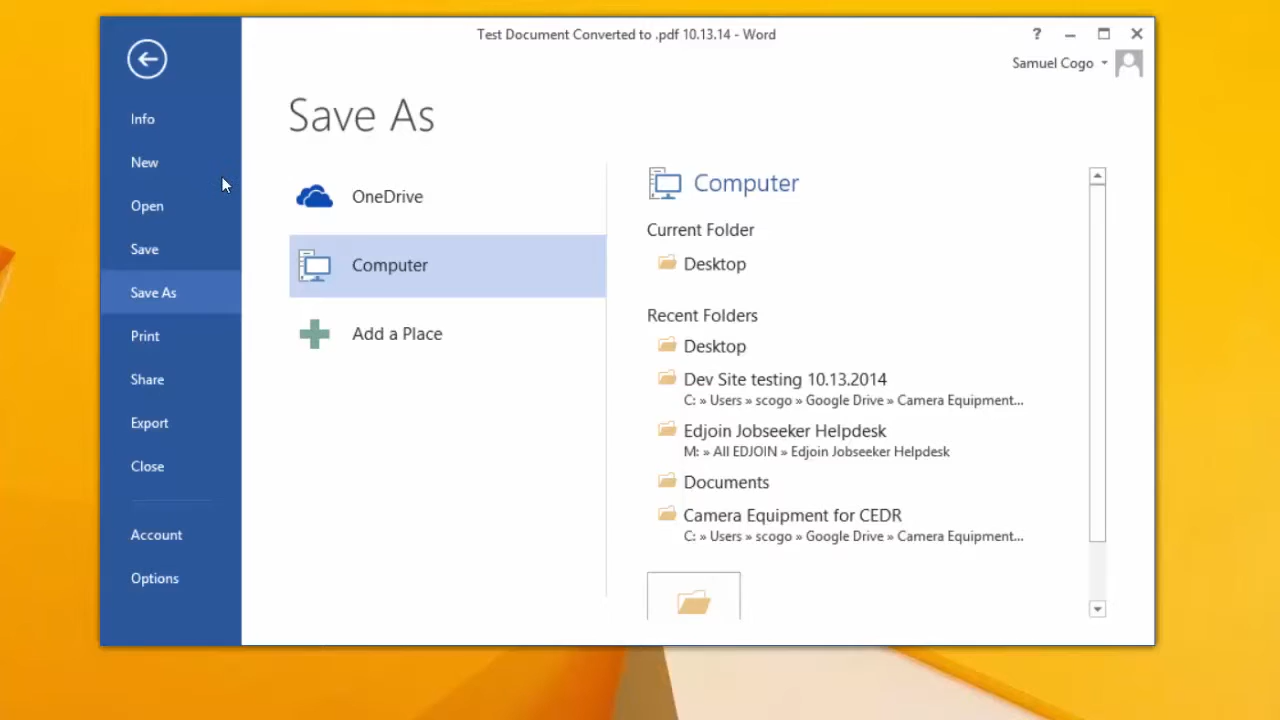 Test Document Converted to .pdf 10.13.14 - Word
?
Samuel Cogo
Info
New
Open
Save
Save As
Print
Share
Export
Close
Account
Options
Save As
OneDrive
Computer
Add a Place
Computer
Current Folder
Desktop
Recent Folders
Desktop
Dev Site testing 10.13.2014
C: » Users » scogo » Google Drive » Camera Equipment...
Edjoin Jobseeker Helpdesk
M: » All EDJOIN » Edjoin Jobseeker Helpdesk
Documents
Camera Equipment for CEDR
C: » Users » scogo » Google Drive » Camera Equipment...